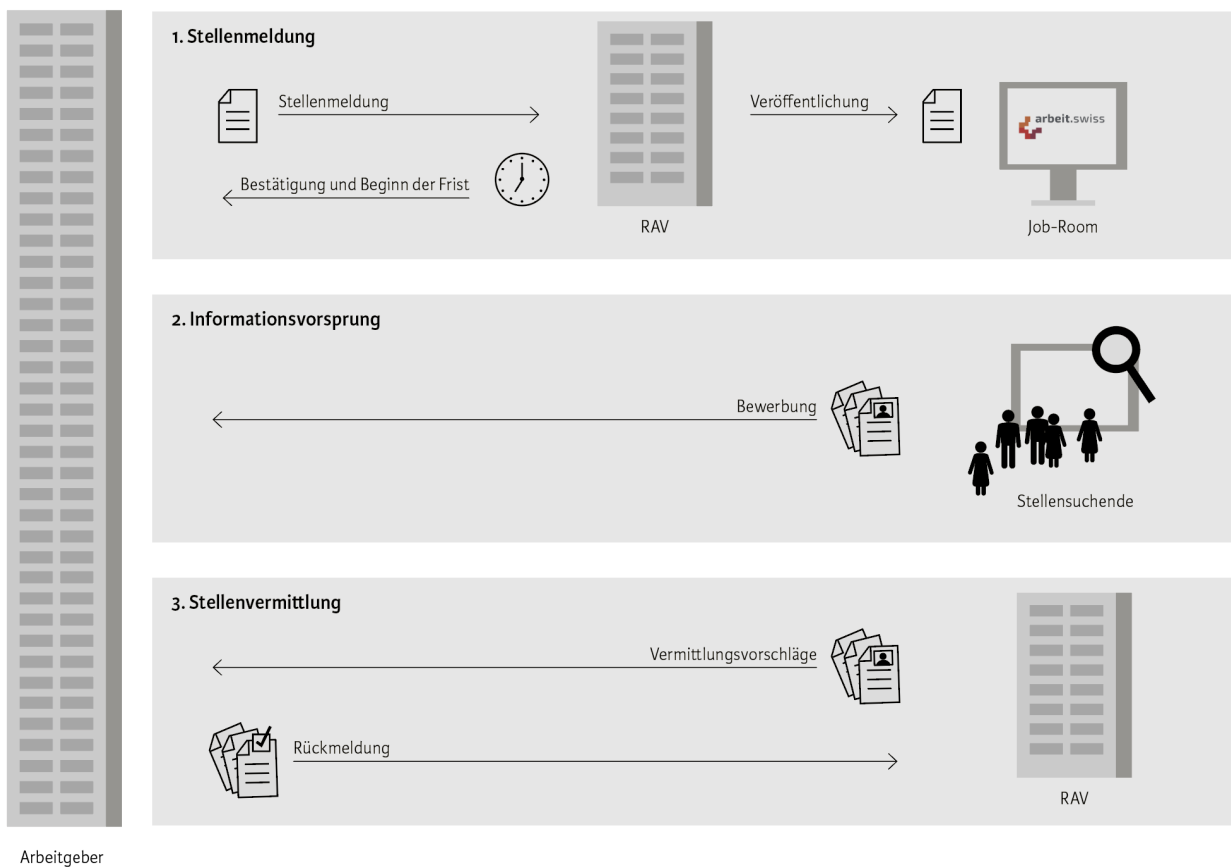 1. Stellenmeldung
Stellenmeldung
Bestätigung und Beginn der Frist
RAV
Veröffentlichung
arbeit.swiss
Job-Room
2. Informationsvorsprung
Bewerbung
Stellensuchende
3. Stellenvermittlung
Vermittlungsvorschläge
Rückmeldung
RAV
Arbeitgeber